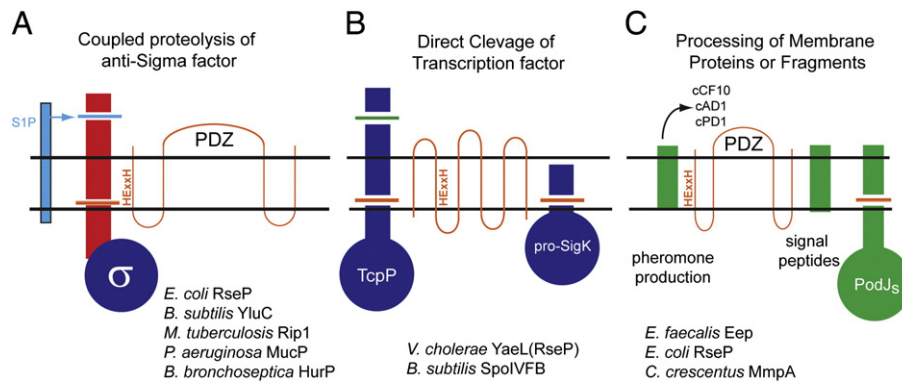 A
Coupled proteolysis of
anti-Sigma factor
S1P
PDZ
HExxH
σ
E. coli RseP
B. subtilis YluC
M. tuberculosis Rip1
P. aeruginosa MucP
B. bronchoseptica HurP
B
Direct Clevage of
Transcription factor
HExxH
TcpP
pro-SigK
V. cholerae YaeL(RseP)
B. subtilis SpoIVFB
C
Processing of Membrane
Proteins or Fragments
cCF10
cAD1
cPD1
PDZ
HExxH
pheromone
production
signal
peptides
PodJs
E. faecalis Eep
E. coli RseP
C. crescentus MmpA